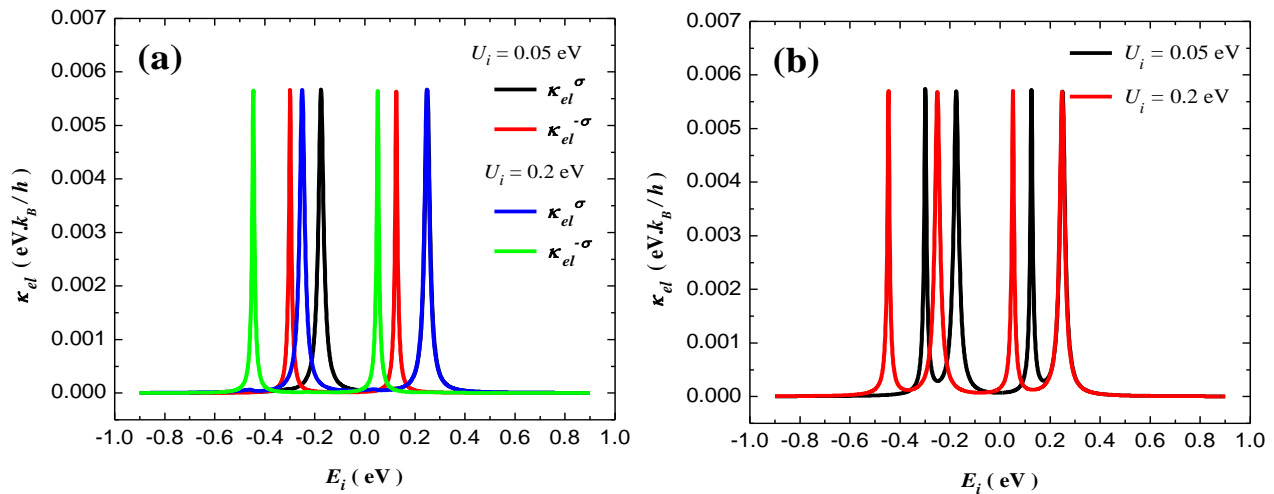 (a)
U_i = 0.05 eV
κ_el^σ
κ_el^-σ
U_i = 0.2 eV
κ_el^σ
κ_el^-σ
0.007
0.006
0.005
0.004
0.003
0.002
0.001
0.000
κ_el ( eV.k_B / h )
-1.0 -0.8 -0.6 -0.4 -0.2 0.0 0.2 0.4 0.6 0.8 1.0
E_i ( eV )
(b)
U_i = 0.05 eV
U_i = 0.2 eV
0.007
0.006
0.005
0.004
0.003
0.002
0.001
0.000
κ_el ( eV.k_B / h )
-1.0 -0.8 -0.6 -0.4 -0.2 0.0 0.2 0.4 0.6 0.8 1.0
E_i ( eV )